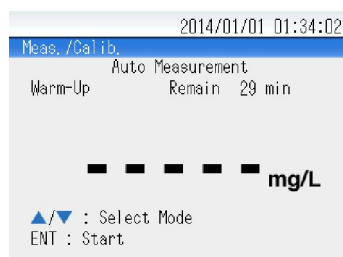 2014/01/01 01:34:02
Meas./Calib.
Auto Measurement
Warm-Up Remain 29 min
- - - - - mg/L
▲/▼ : Select Mode
ENT : Start